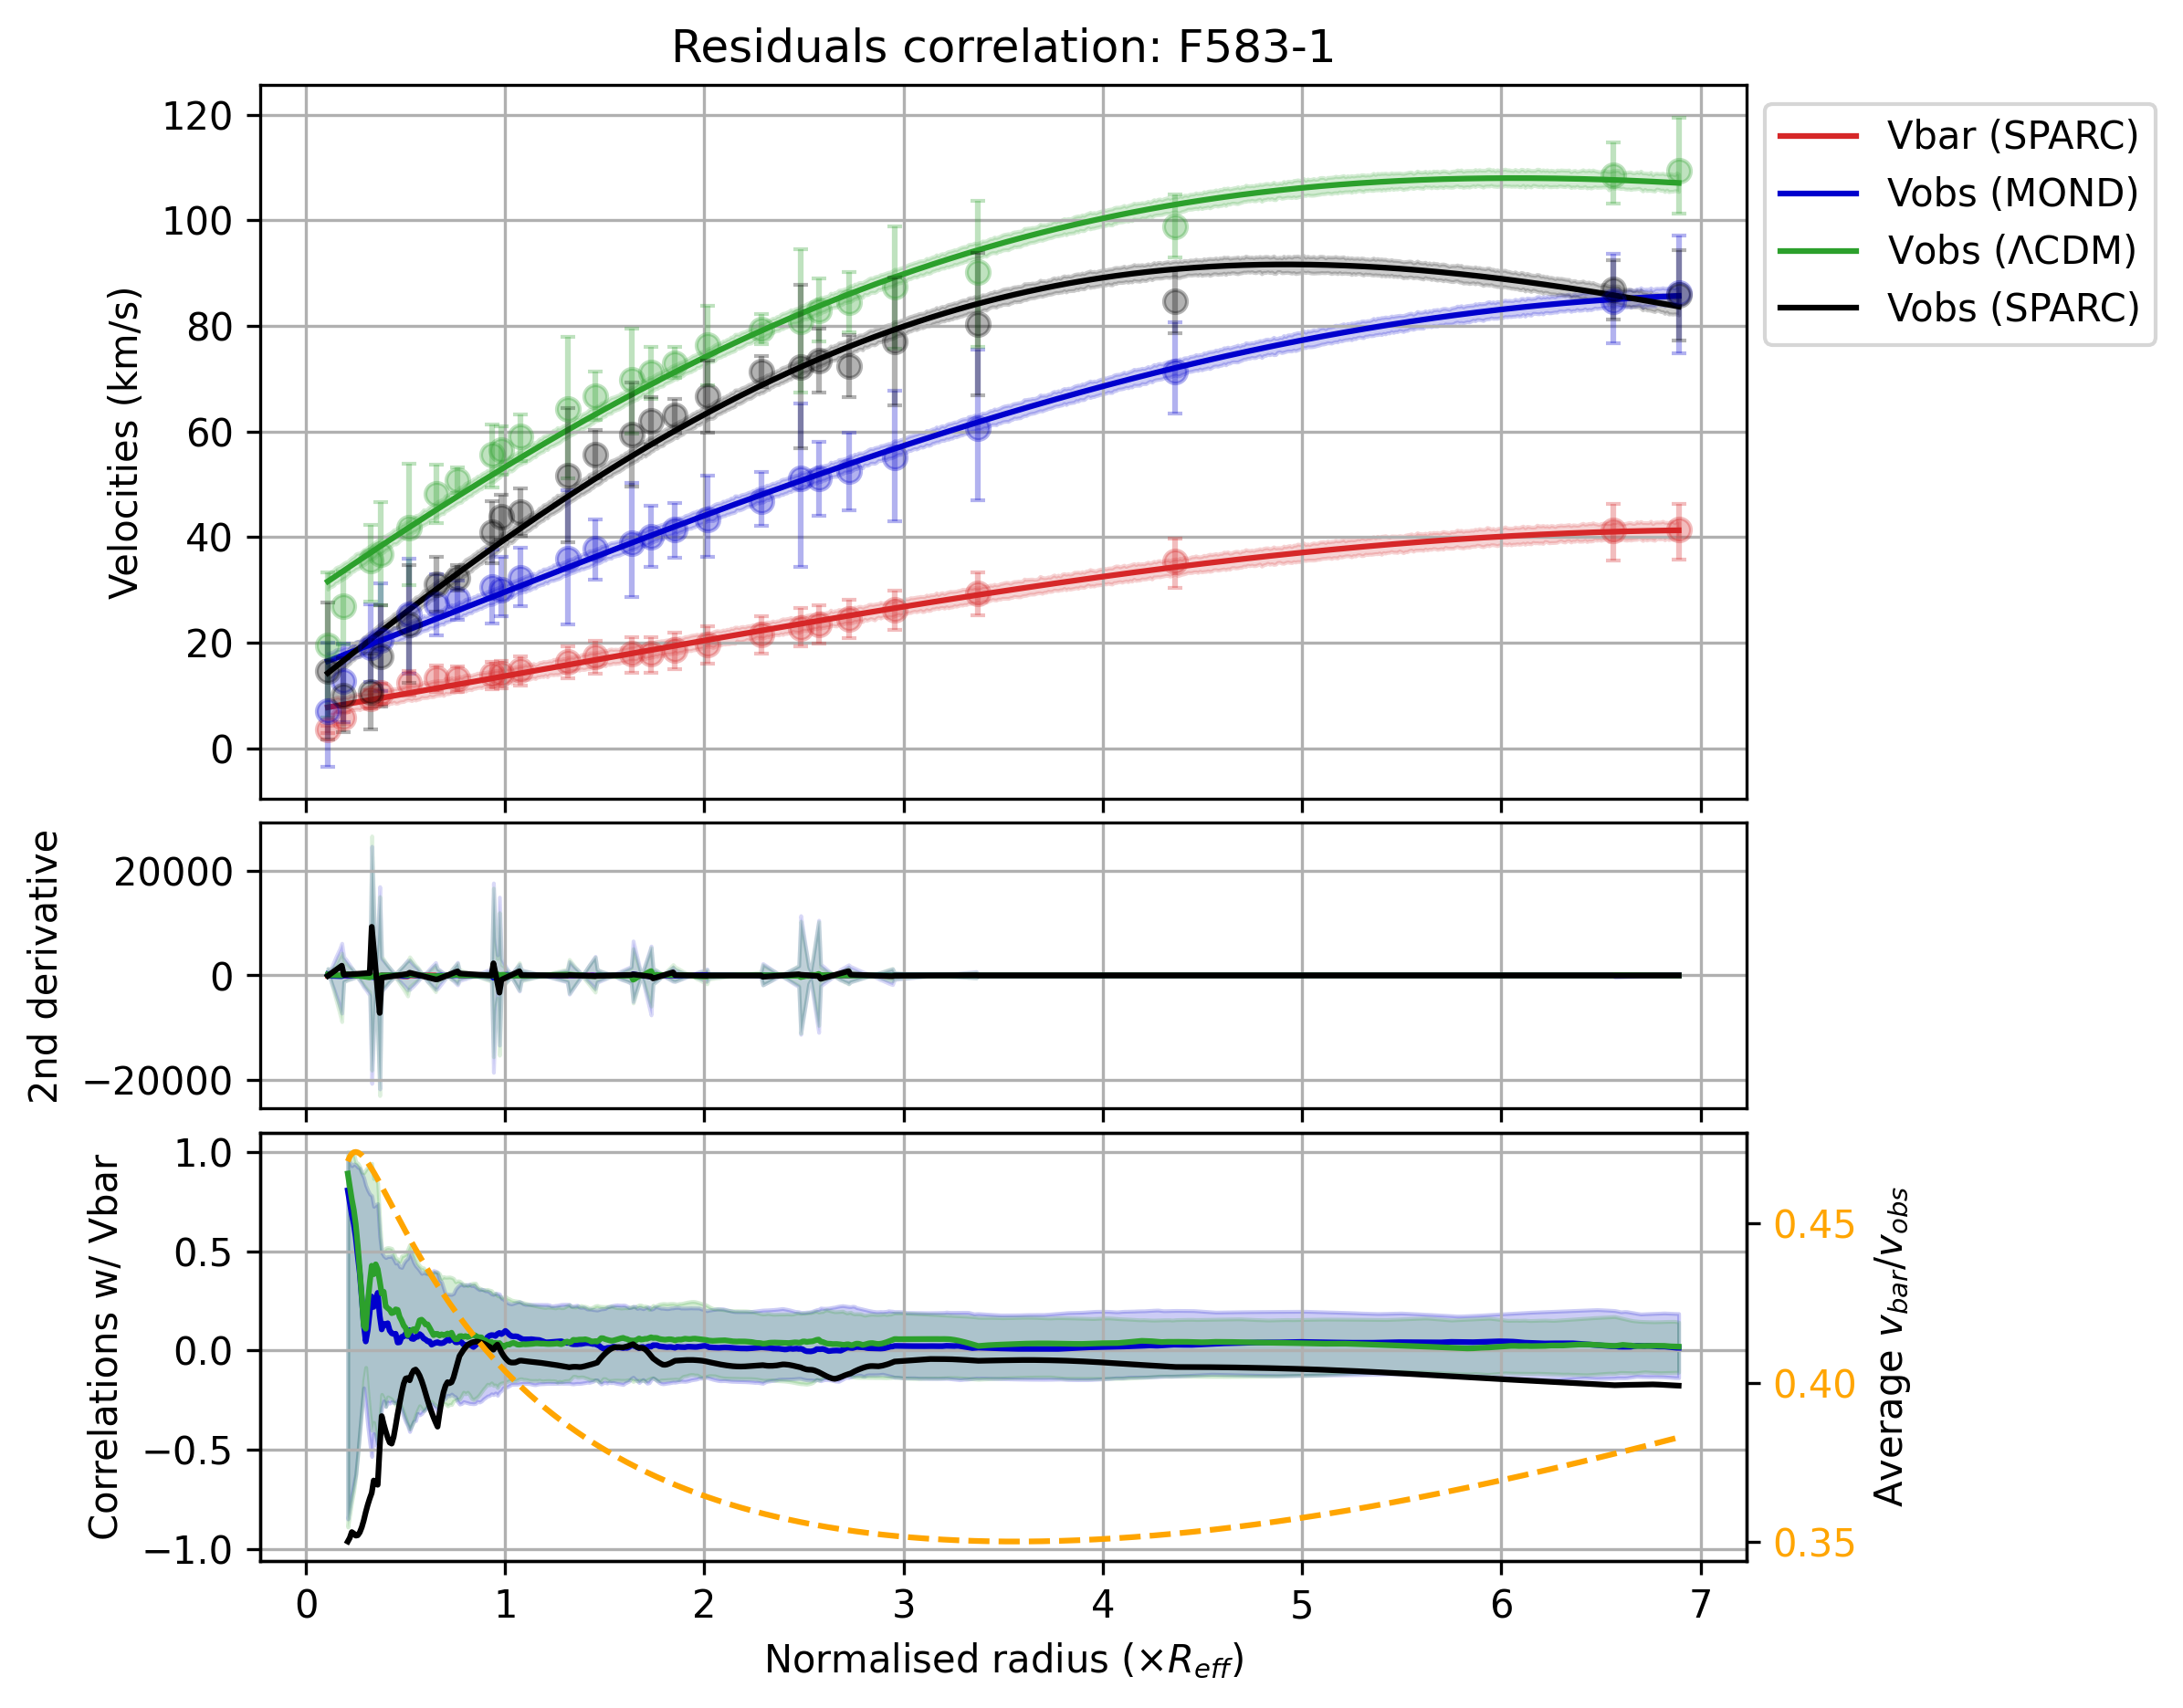 Residuals correlation: F583-1
120
100
80
60
40
20
0
Velocities (km/s)
Vbar (SPARC)
Vobs (MOND)
Vobs (ΛCDM)
Vobs (SPARC)
20000
0
−20000
2nd derivative
1.0
0.5
0.0
−0.5
−1.0
Correlations w/ Vbar
0.45
0.40
0.35
Average v_bar/v_obs
0 1 2 3 4 5 6 7
Normalised radius (×R_eff)